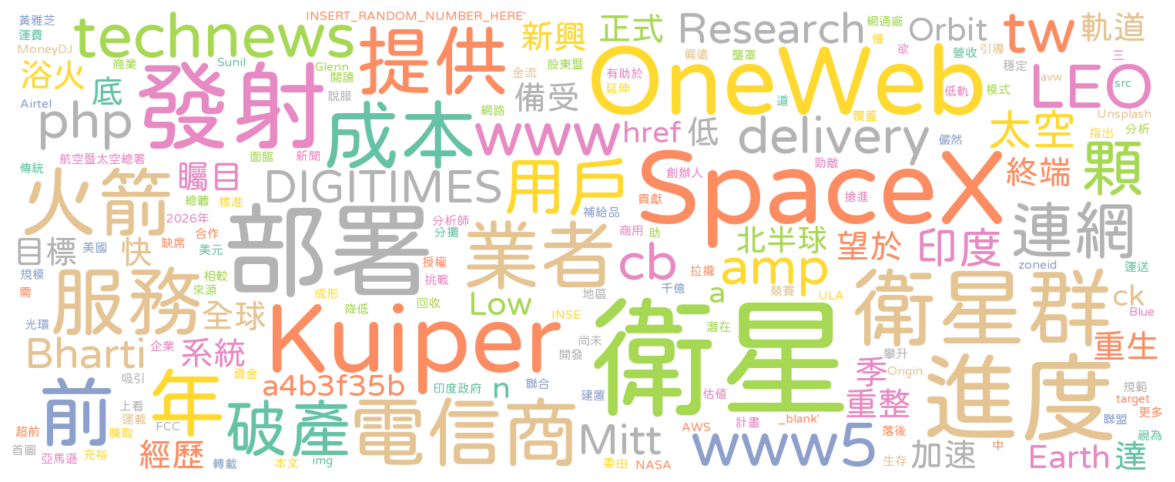 黃雅芝
運費
MoneyDJ
商業
technews
Sunil
INSERT_RANDOM_NUMBER_HERE'
Glenn
閱讀
說服
提供
金流
新興
股東暨
正式
有助於
延伸
偏遠
壟罩
Research
網通廠
慢
Orbit
營收
欲
引導
穩定
tw
軌道
三
浴火
底
Airtel
php
發射
成本
網路
備受
www
href
低
OneWeb
道
覆蓋
低軌
模式
avw
LEO
src
Unsplash
delivery
儼然
太空
指出
分析
傳統
航空暨太空總署
面臨
新聞
火箭
矚目
總體
核准
2026年
DIGITIMES
用戶
貢獻
創辦人
勁敵
搶進
SpaceX
終端
顆
目標
美國
快
缺席
合作
美元
部署
分析師
分攤
業者
補給品
商用
助
cb
北半球
望於
印度
連網
規模
需
服務
相較
來源
全球
授權
挑戰
成形
降低
回收
Low
地區
INSE
千億
拉攏
amp
a
競賽
ULA
zoneid
運送
衛星群
ck
Blue
光環
Bharti
企業
系統
Kuiper
尚未
開發
衛星
潛在
攀升
重生
吸引
資金
a4b3f35b
印度政府
n
聯合
建置
估值
季
Origin
進度
規範
target
更多
前
上看
運載
年
FCC
破產
電信商
Mitt
AWS
計畫
_blank'
重整
落後
聯盟
超前
首圖
亞馬遜
賺取
充裕
經歷
轉載
本文
img
委由
NASA
www5
生存
加速
中
Earth
視為
達